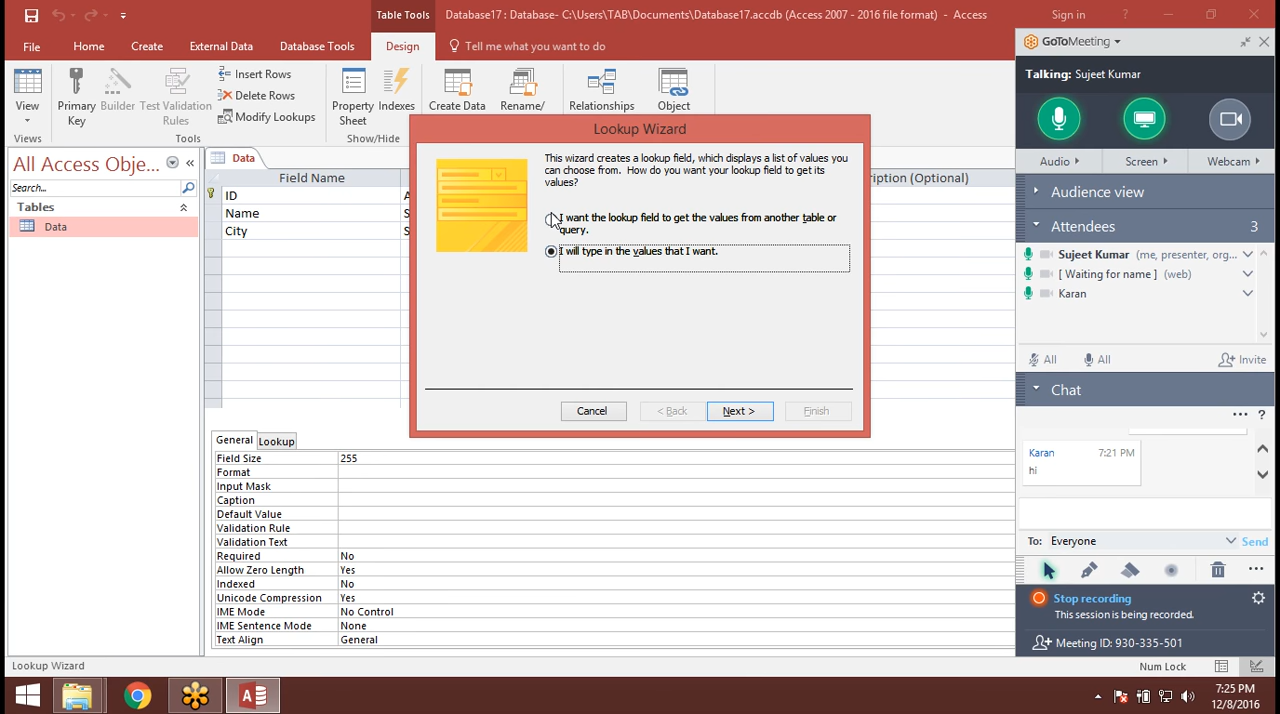 Table Tools
Database17 : Database- C:\Users\TAB\Documents\Database17.accdb (Access 2007 - 2016 file format) - Access
Sign in
?
File
Home
Create
External Data
Database Tools
Design
Tell me what you want to do
View
Primary
Key
Builder
Test Validation
Rules
Insert Rows
Delete Rows
Modify Lookups
Property
Sheet
Indexes
Create Data
Rename/
Relationships
Object
Views
Tools
Show/Hide
All Access Obje...
Search...
Tables
Data
Data
Field Name
ription (Optional)
ID
A
Name
S
City
S
Lookup Wizard
This wizard creates a lookup field, which displays a list of values you
can choose from. How do you want your lookup field to get its
values?
I want the lookup field to get the values from another table or
query.
I will type in the values that I want.
Cancel
< Back
Next >
Finish
General
Lookup
Field Size
255
Format
Input Mask
Caption
Default Value
Validation Rule
Validation Text
Required
No
Allow Zero Length
Yes
Indexed
No
Unicode Compression
Yes
IME Mode
No Control
IME Sentence Mode
None
Text Align
General
GoToMeeting
Talking: Sujeet Kumar
Audio
Screen
Webcam
Audience view
Attendees
3
Sujeet Kumar (me, presenter, org...
[ Waiting for name ] (web)
Karan
All
All
Invite
Chat
... ?
Karan
7:21 PM
hi
To: Everyone
Send
...
Stop recording
This session is being recorded.
Meeting ID: 930-335-501
Lookup Wizard
Num Lock
7:25 PM
12/8/2016